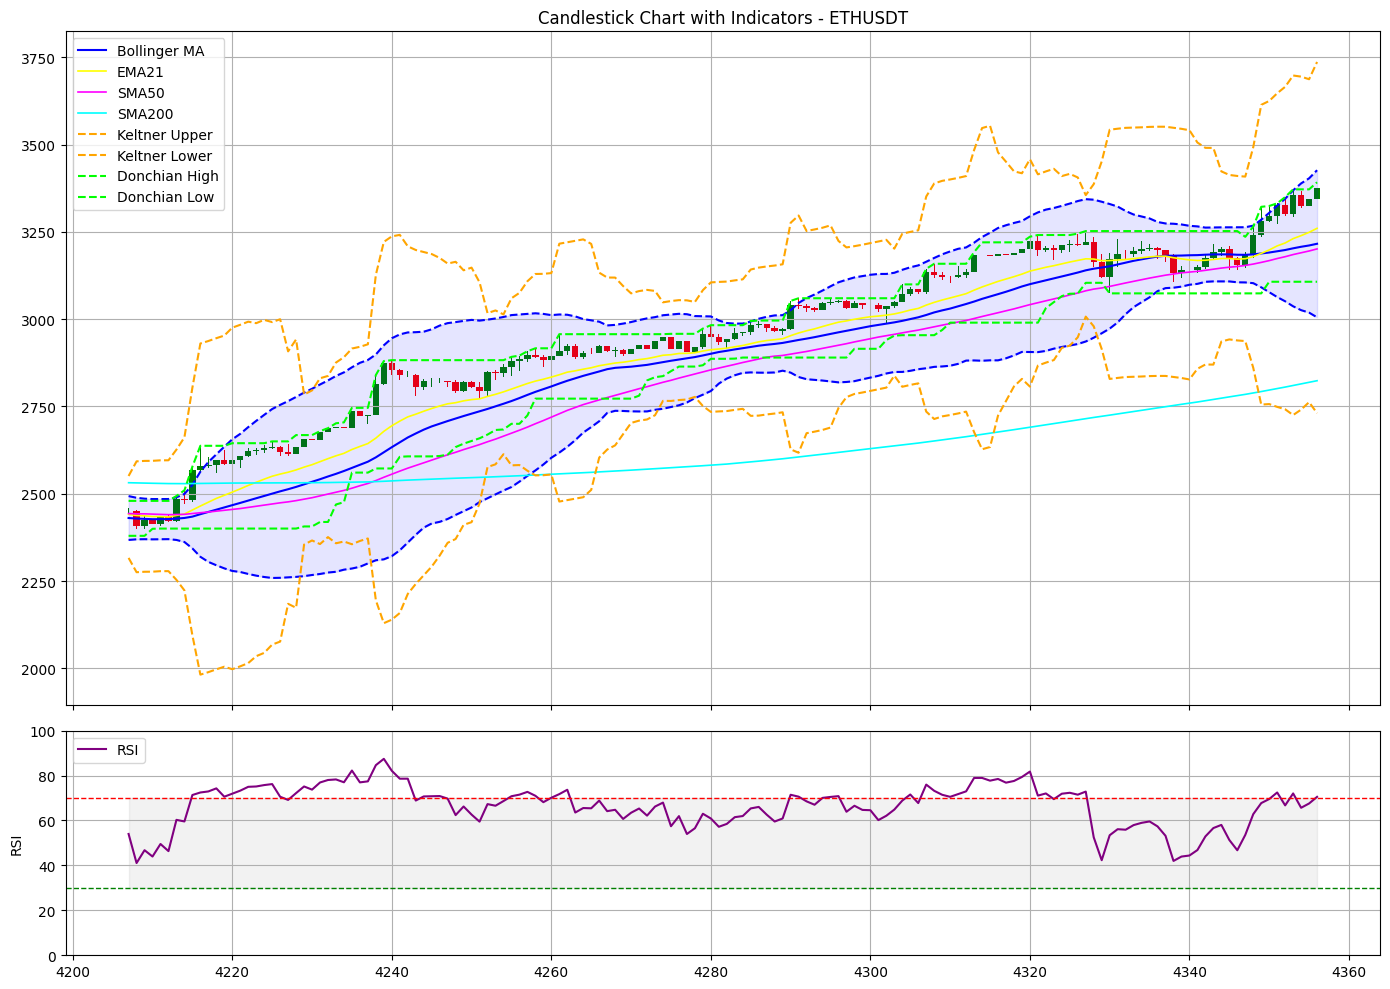 Candlestick Chart with Indicators - ETHUSDT
Bollinger MA
EMA21
SMA50
SMA200
Keltner Upper
Keltner Lower
Donchian High
Donchian Low
3750
3500
3250
3000
2750
2500
2250
2000
RSI
RSI
100
80
60
40
20
0
4200
4220
4240
4260
4280
4300
4320
4340
4360